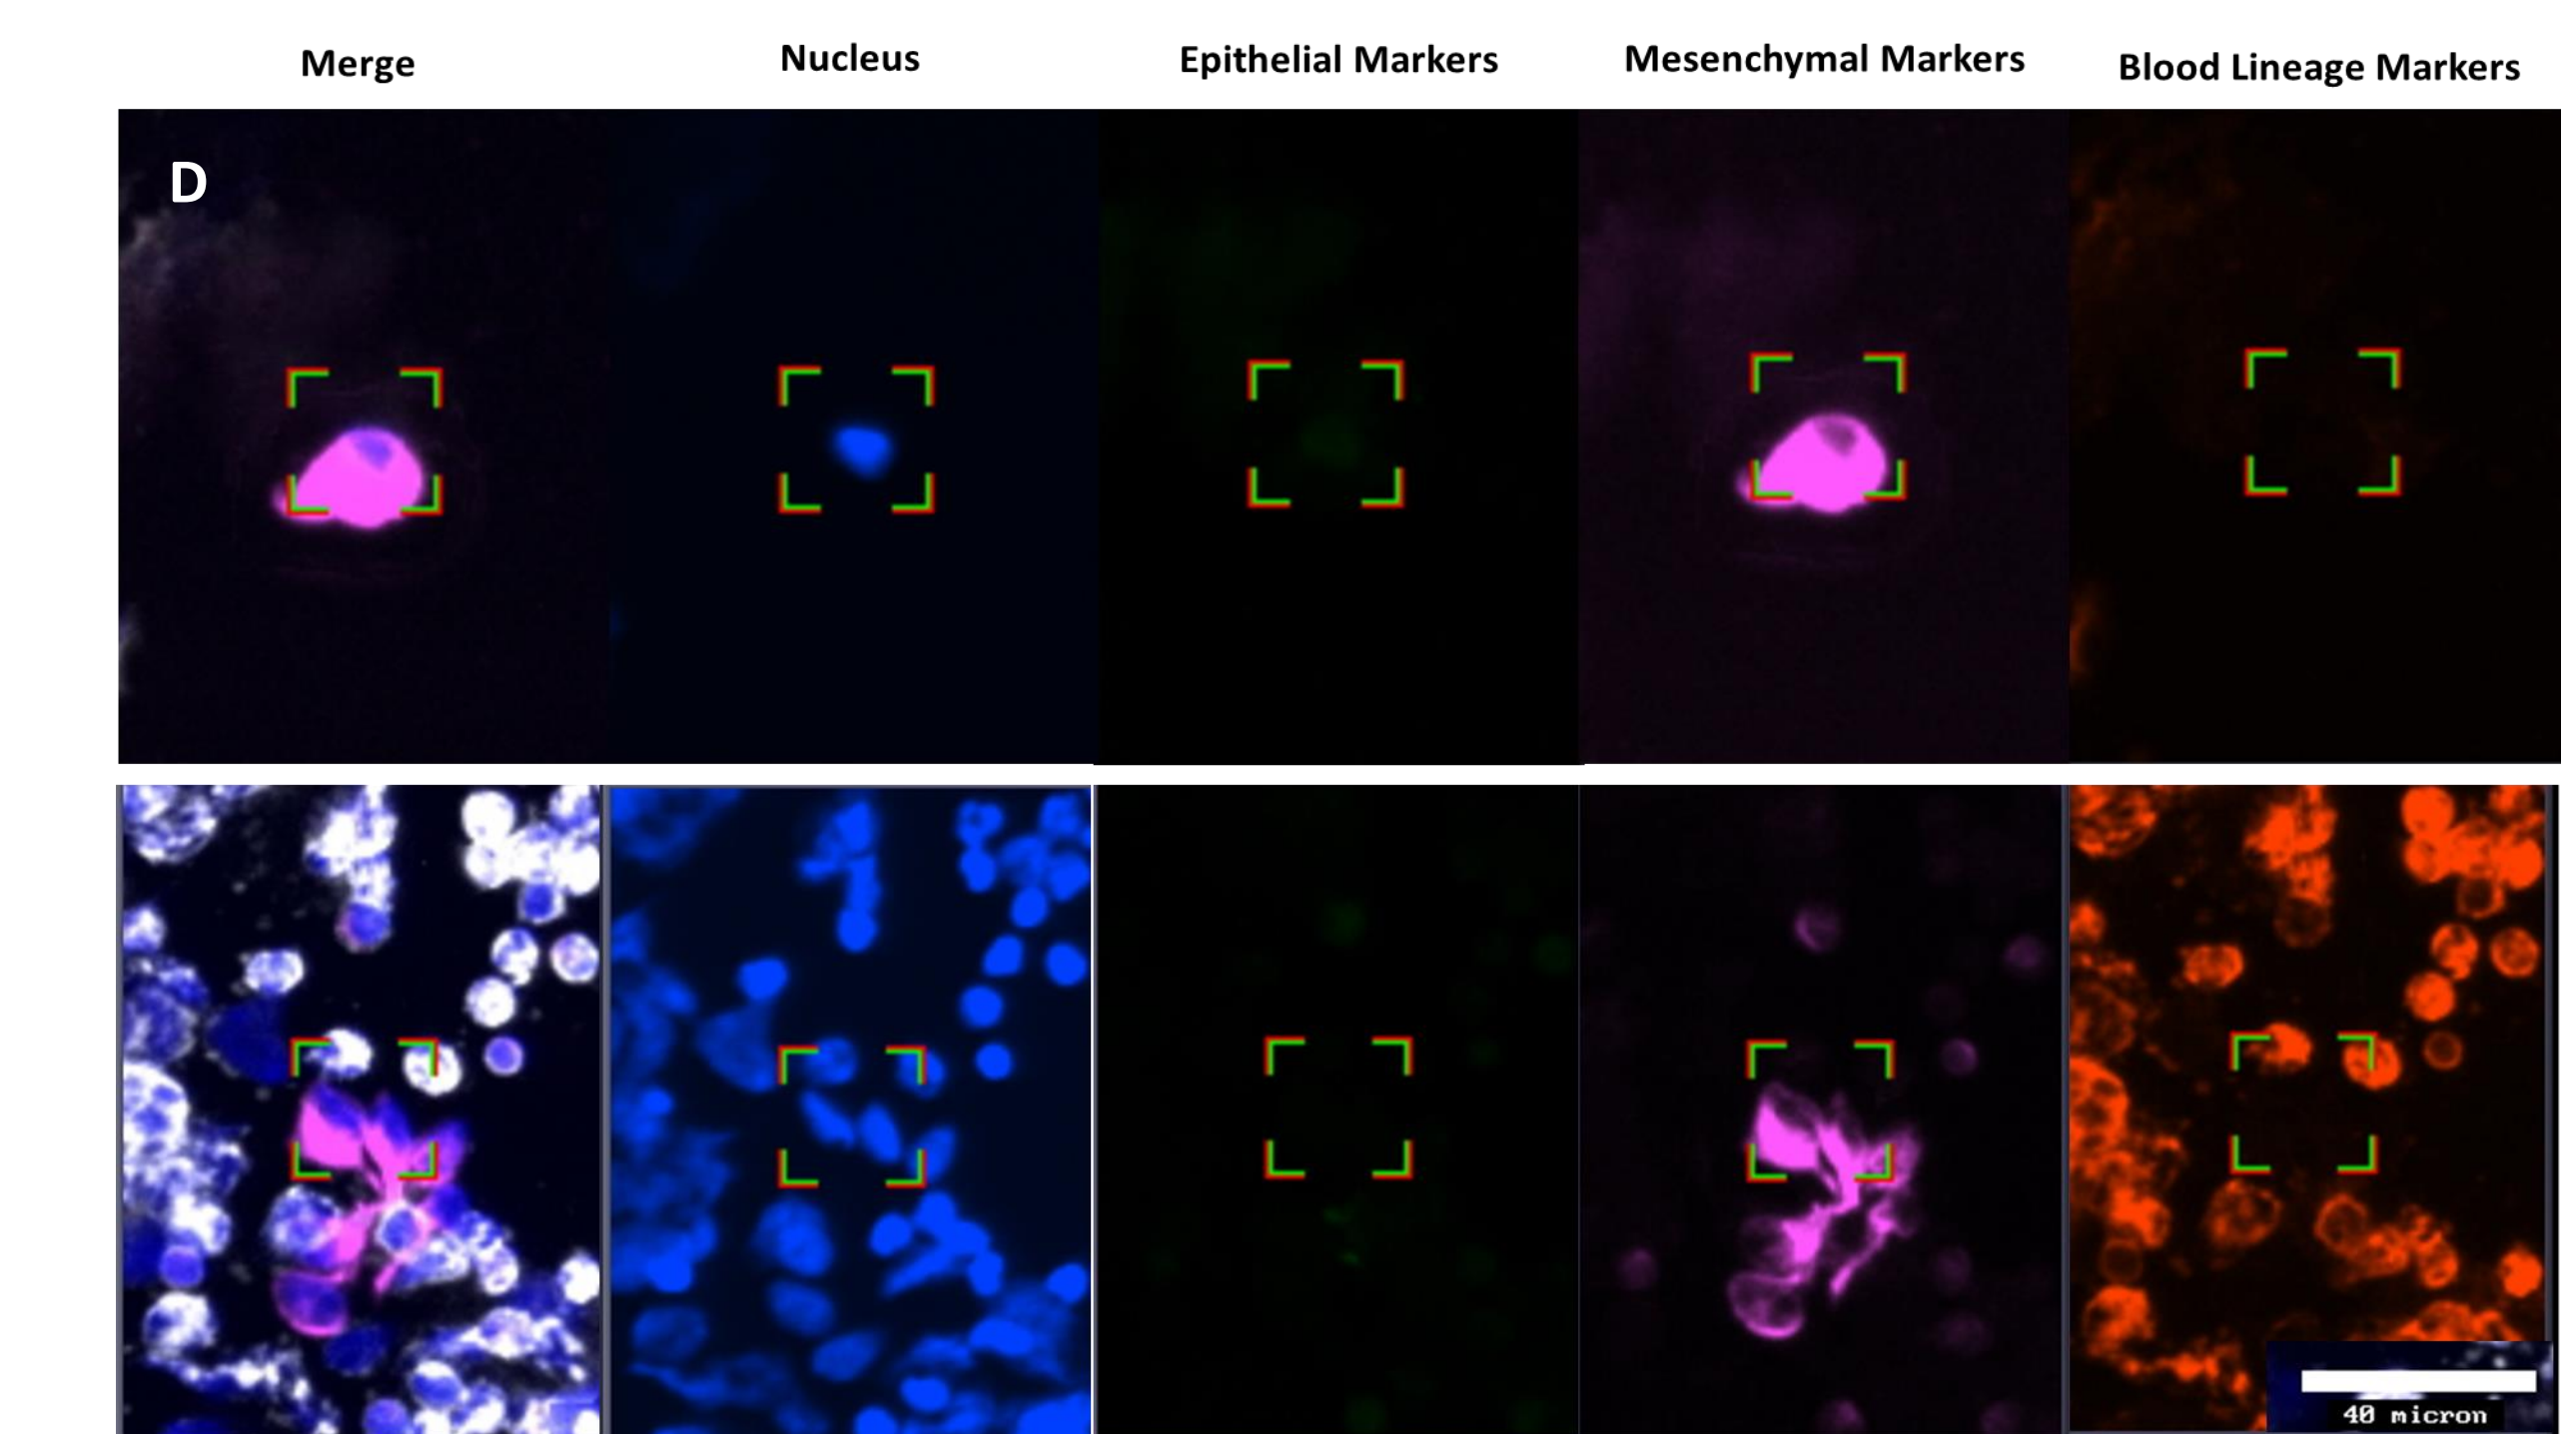 Merge
Nucleus
Epithelial Markers
Mesenchymal Markers
Blood Lineage Markers
D
40 micron